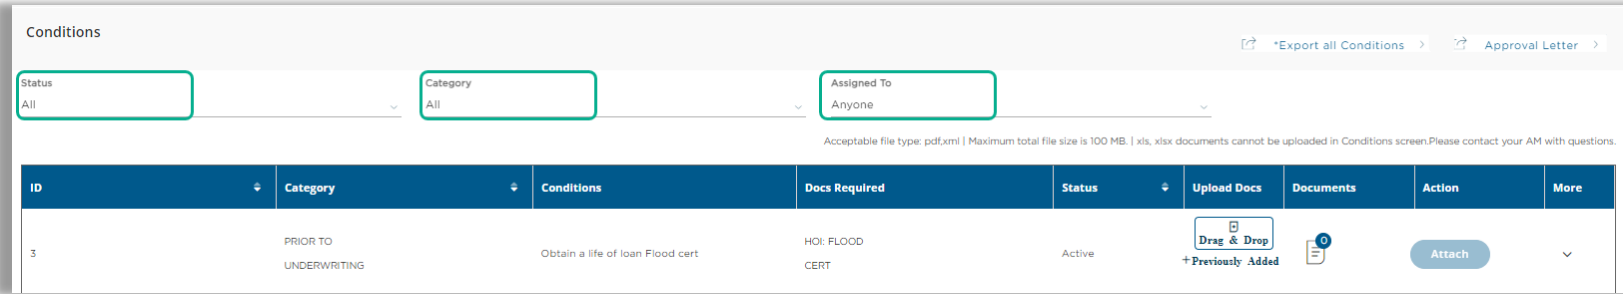 Conditions
*Export all Conditions
Approval Letter
Status
Category
Assigned To
All
All
Anyone
Acceptable file type: pdf,xml | Maximum total file size is 100 MB. | xls, xlsx documents cannot be uploaded in Conditions screen.Please contact your AM with questions.
ID
Category
Conditions
Docs Required
Status
Upload Docs
Documents
Action
More
3
PRIOR TO
UNDERWRITING
Obtain a life of loan Flood cert
HOI: FLOOD
CERT
Active
Drag & Drop
+Previously Added
0
Attach